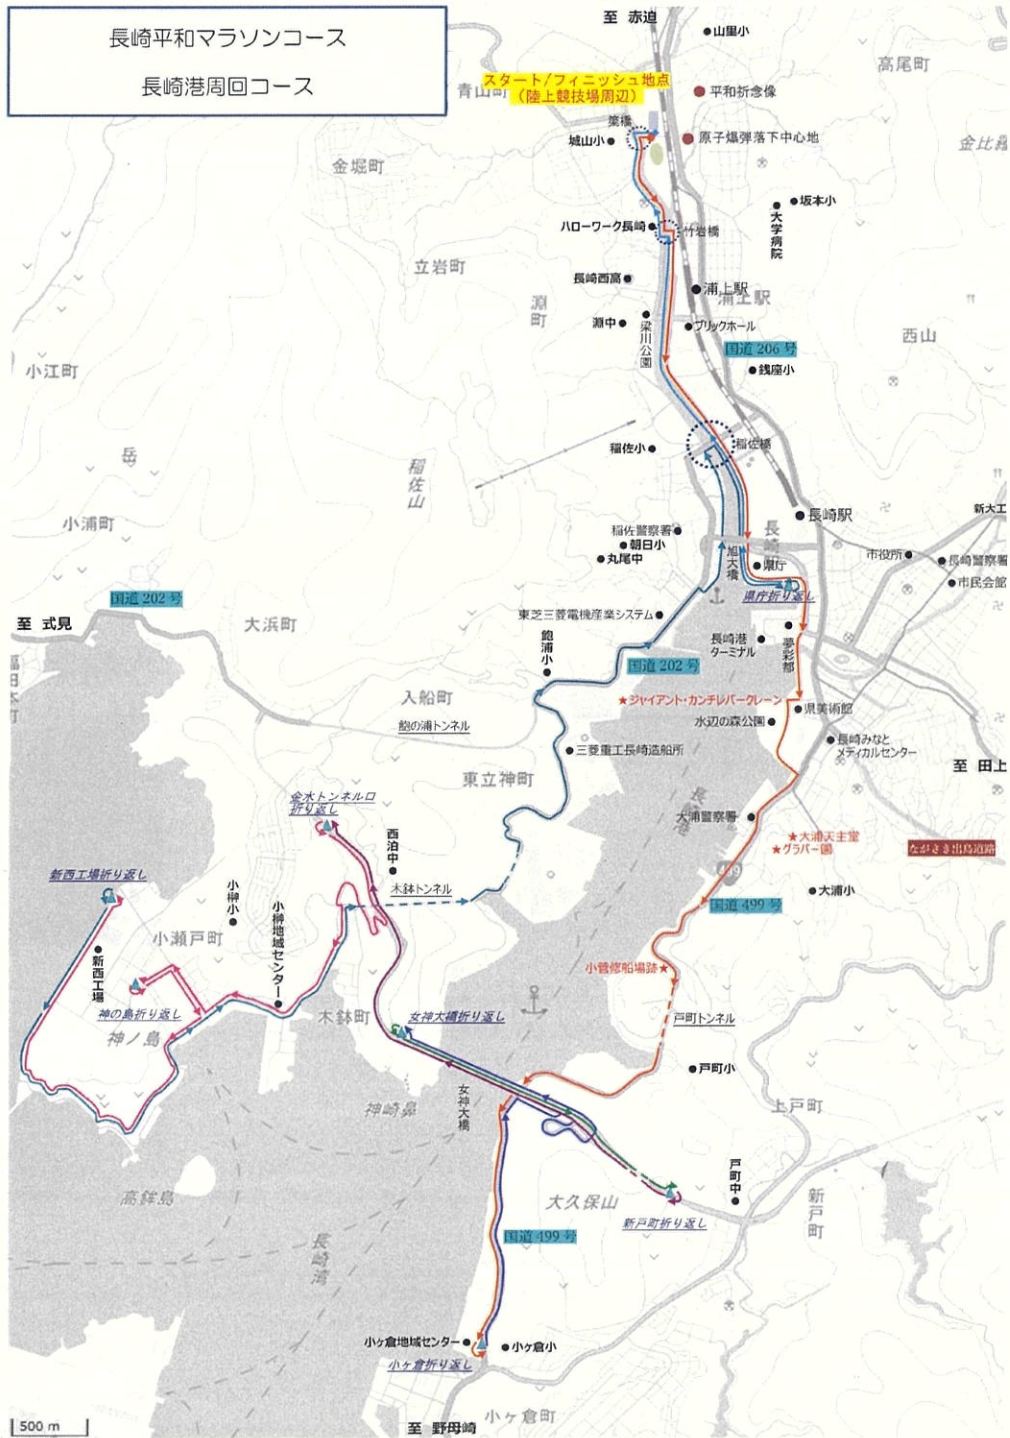 長崎平和マラソンコース
長崎港周回コース
至 赤迫
山里小
高尾町
スタート/フィニッシュ地点
（陸上競技場周辺）
青山町
平和祈念像
簗橋
城山小
原子爆弾落下中心地
金堀町
坂本小
大学病院
ハローワーク長崎
竹岩橋
立岩町
長崎西高
浦上駅
浦上駅
淵町
淵中
梁川公園
ブリックホール
西山
国道 206 号
小江町
銭座小
岳
稲佐小
稲佐橋
稲佐山
小浦町
長崎駅
新大工
稲佐警察署
朝日小
丸尾中
旭大橋
県庁
市役所
長崎警察署
市民会館
国道 202 号
県庁折り返し
至 式見
大浜町
東芝三菱電機産業システム
長崎港
ターミナル
夢彩都
飽浦小
国道 202 号
入船町
★ジャイアント・カンチレバークレーン
県美術館
水辺の森公園
飽の浦トンネル
三菱重工長崎造船所
長崎みなと
メディカルセンター
至 田上
東立神町
金木トンネル口
折り返し
長崎港
大浦警察署
★大浦天主堂
★グラバー園
ながさき出島道路
西泊中
新西工場折り返し
木鉢トンネル
大浦小
499
国道 499 号
小榊小
小榊地域センター
小瀬戸町
新西工場
小菅修船場跡★
神の島折り返し
木鉢町
女神大橋折り返し
戸町トンネル
神ノ島
戸町小
女神大橋
神崎鼻
上戸町
高鉾島
大久保山
戸町中
新戸町
新戸町折り返し
国道 499 号
長崎湾
小ヶ倉地域センター
小ヶ倉小
小ヶ倉折り返し
500 m
至 野母崎
小ヶ倉町